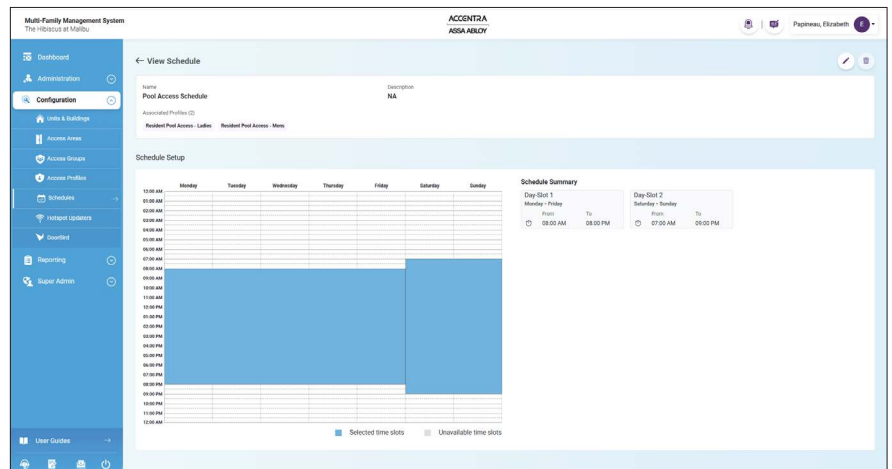 Multi-Family Management System
The Hibiscus at Malibu
ACCENTRA
ASSA ABLOY
Papineau, Elizabeth
E
Dashboard
Administration
Configuration
Units & Buildings
Access Areas
Access Groups
Access Profiles
Schedules
Hotspot Updaters
DoorBird
Reporting
Super Admin
User Guides
← View Schedule
Name
Description
Pool Access Schedule
NA
Associated Profiles (2)
Resident Pool Access - Ladies
Resident Pool Access - Mens
Schedule Setup
Monday Tuesday Wednesday Thursday Friday Saturday Sunday
12:00 AM
01:00 AM
02:00 AM
03:00 AM
04:00 AM
05:00 AM
06:00 AM
07:00 AM
08:00 AM
09:00 AM
10:00 AM
11:00 AM
12:00 PM
01:00 PM
02:00 PM
03:00 PM
04:00 PM
05:00 PM
06:00 PM
07:00 PM
08:00 PM
09:00 PM
10:00 PM
11:00 PM
12:00 AM
Selected time slots
Unavailable time slots
Schedule Summary
Day-Slot 1
Monday - Friday
From To
08:00 AM 08:00 PM
Day-Slot 2
Saturday - Sunday
From To
07:00 AM 09:00 PM